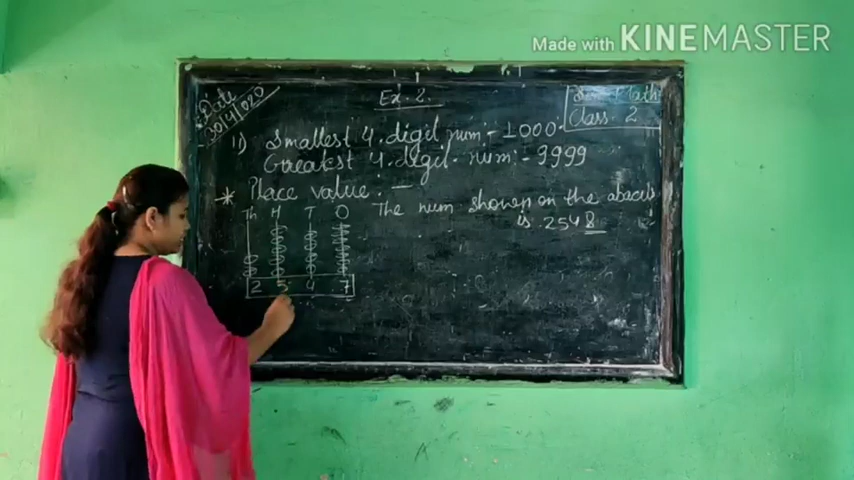 Made with KINEMASTER
Date
30/4/020
Ex. 2.
Sub - Math
Class. 2
1) Smallest 4. digit num:- 1000.
Greatest 4. digit. num:- 9999
* Place value: -
Th H T O
The num shown on the abacus
is 2548
2 5 4 7